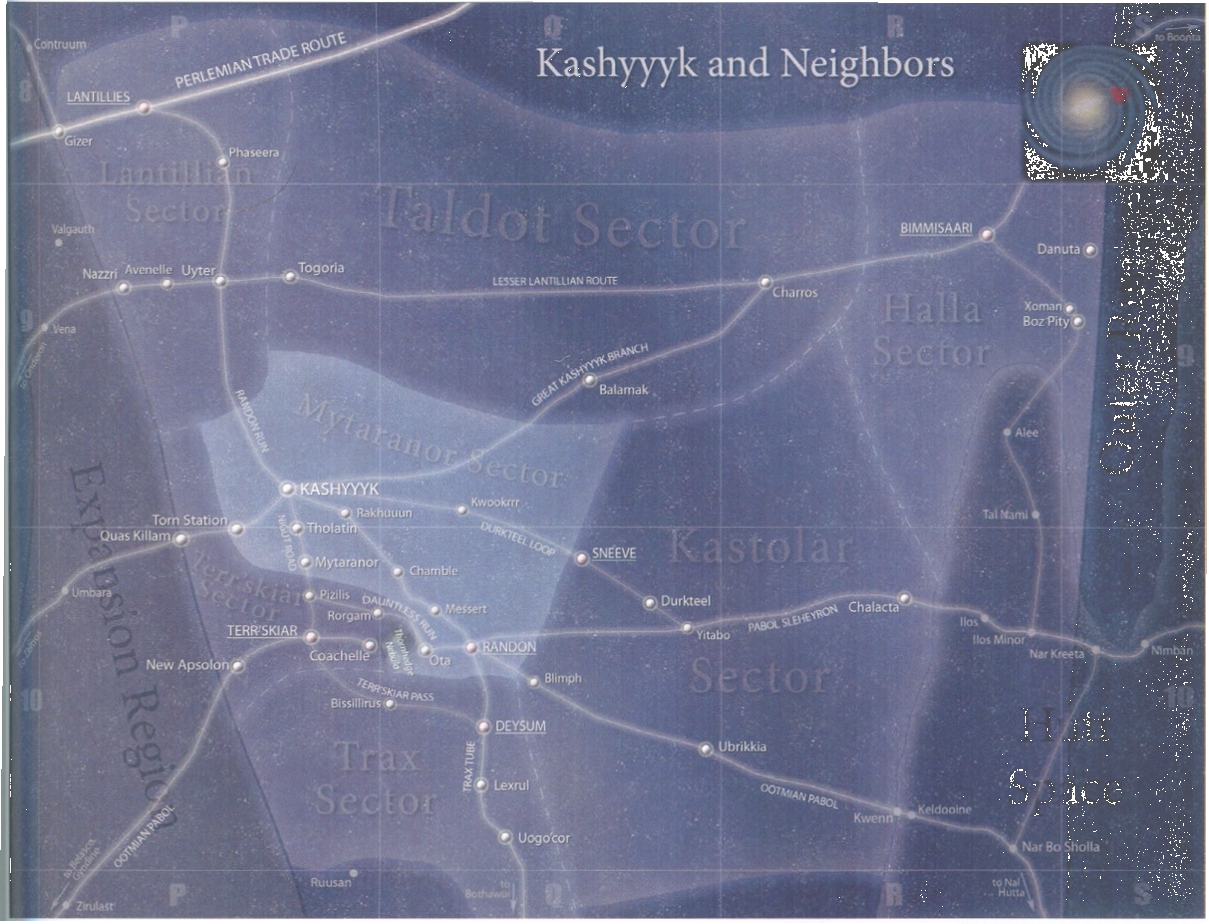 P
Q
R
S
to Boonta
Contruum
PERLEMIAN TRADE ROUTE
Kashyyyk and Neighbors
8
LANTILLIES
Gizer
Phaseera
Lantillian
Sector
Taldot Sector
Valgauth
BIMMISAARI
Danuta
Nazzri
Avenelle
Uyter
Togoria
LESSER LANTILLION ROUTE
Charros
Xoman
Boz Pity
Halla
Sector
9
Vena
9
GREAT KASHYYYK BRANCH
Balamak
RANDON RUN
Mytaranor Sector
Alee
Expansion Region
KASHYYYK
Kwookrrr
Rakhuuun
Torn Station
Tholatin
Quas Killam
DURKTEEL LOOP
Tal Nami
SNEEVE
Kastolar
Sector
Mytaranor
Chamble
Terr'skiar
Sector
Umbara
Pizilis
DAUNTLESS RUN
Rorgam
Messert
Durkteel
Chalacta
PABOL SLEHEYRON
Yitabo
Ilos
Ilos Minor
Nar Kreeta
Nimban
TERR'SKIAR
Coachelle
Thornhedge
Nebula
Ota
RANDON
New Apsolon
Blimph
TERR'SKIAR PASS
Bissillirus
10
10
DEYSUM
Hutt
Space
Trax
Sector
TRAX TUBE
Lexrul
Ubrikkia
OOTMIAN PABOL
Kwenn
Keldooine
OOTMIAN PABOL
Uogo'cor
Nar Bo Sholla
Ruusan
to
Bothawui
to Nal
Hutta
Zirulast
P
Q
R
S